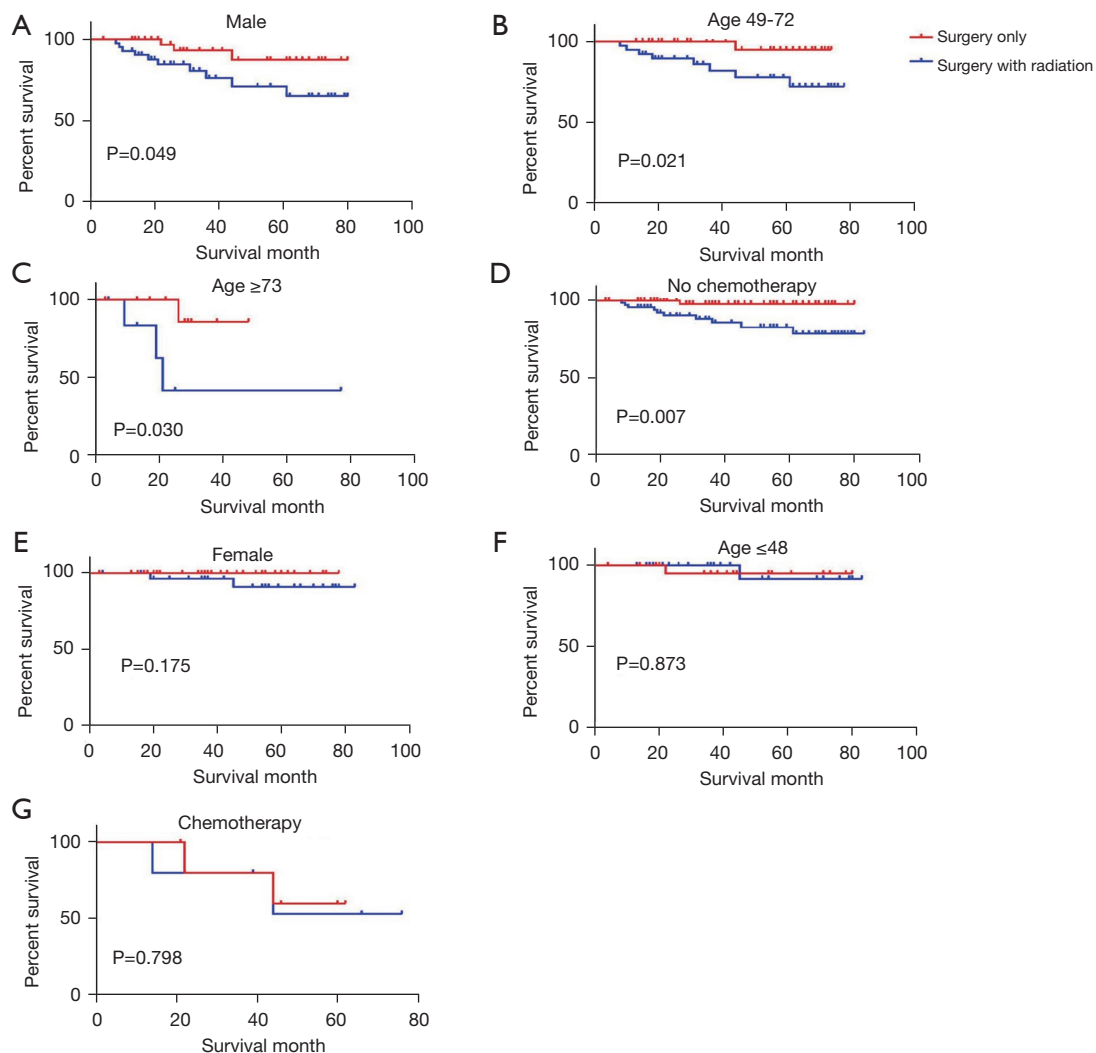 A
Male
100
50
0
Percent survival
P=0.049
0 20 40 60 80 100
Survival month
B
Age 49-72
100
50
0
Percent survival
P=0.021
0 20 40 60 80 100
Survival month
Surgery only
Surgery with radiation
C
Age ≥73
100
50
0
Percent survival
P=0.030
0 20 40 60 80 100
Survival month
D
No chemotherapy
100
50
0
Percent survival
P=0.007
0 20 40 60 80 100
Survival month
E
Female
100
50
0
Percent survival
P=0.175
0 20 40 60 80 100
Survival month
F
Age ≤48
100
50
0
Percent survival
P=0.873
0 20 40 60 80 100
Survival month
G
Chemotherapy
100
50
0
Percent survival
P=0.798
0 20 40 60 80
Survival month